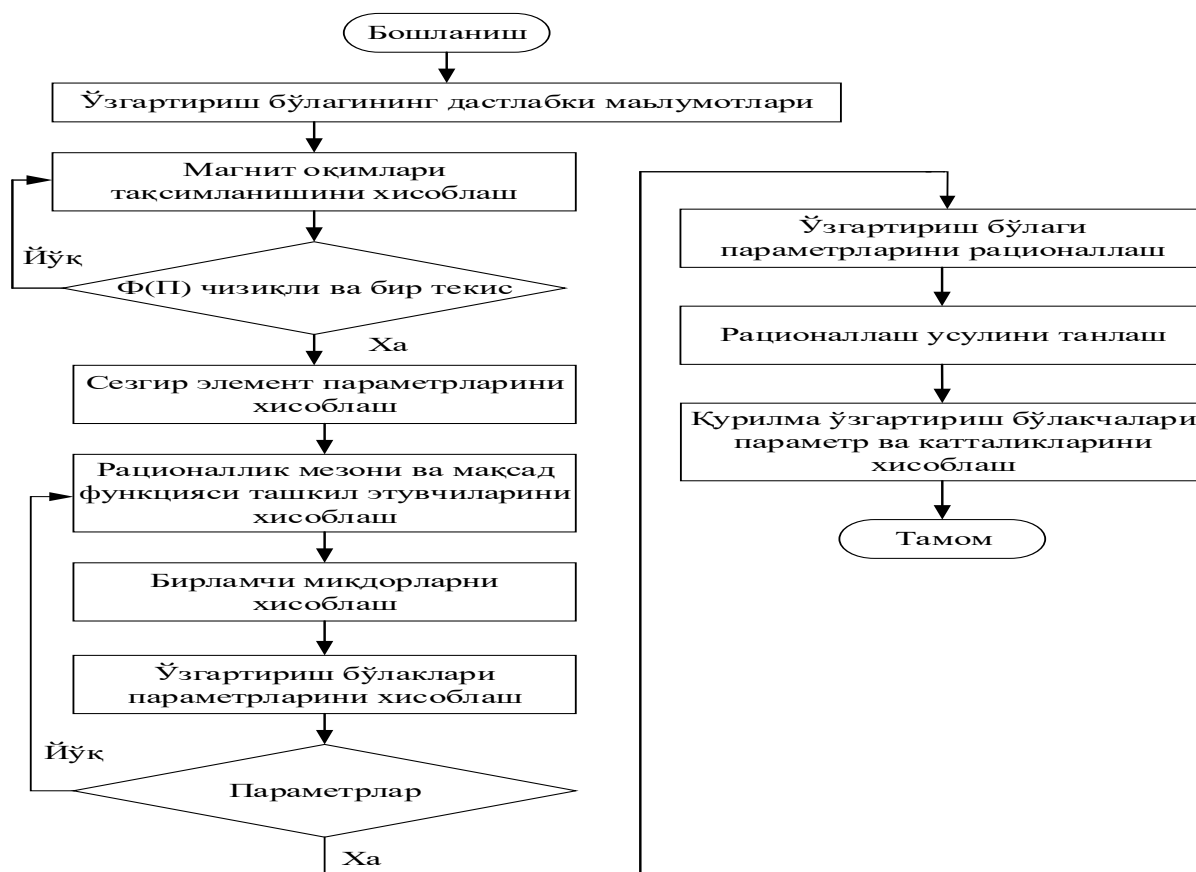 Бошланиш
Ўзгартириш бўлагининг дастлабки маьлумотлари
Магнит оқимлари
тақсимланишини хисоблаш
Йўқ
Ф(П) чизиқли ва бир текис
Ха
Сезгир элемент параметрларини
хисоблаш
Рационаллик мезони ва мақсад
функцияси ташкил этувчиларини
хисоблаш
Бирламчи миқдорларни
хисоблаш
Ўзгартириш бўлаклари
параметрларини хисоблаш
Йўқ
Параметрлар
Ха
Ўзгартириш бўлаги
параметрларини рационаллаш
Рационаллаш усулини танлаш
Қурилма ўзгартириш бўлакчалари
параметр ва катталикларини
хисоблаш
Тамом